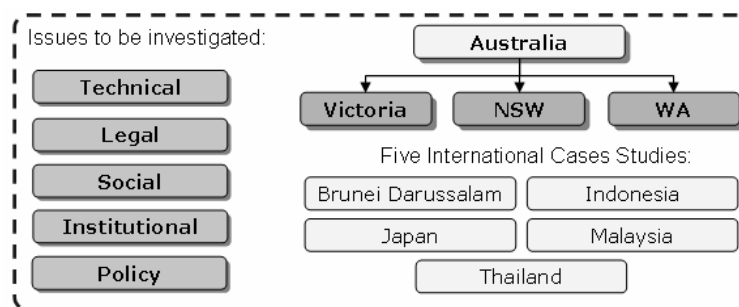 Issues to be investigated:
Technical
Legal
Social
Institutional
Policy
Australia
Victoria NSW WA
Five International Cases Studies:
Brunei Darussalam Indonesia
Japan Malaysia
Thailand